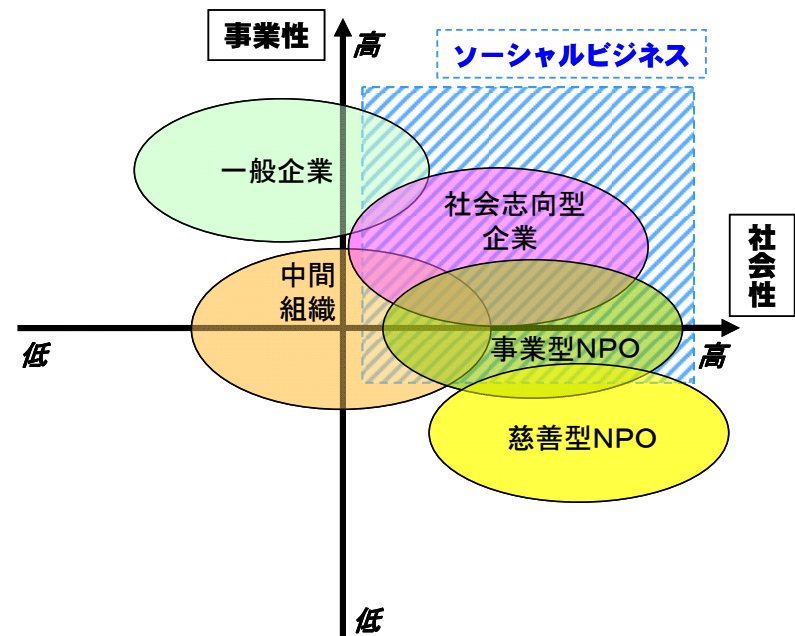 事業性
高
ソーシャルビジネス
一般企業
社会志向型
企業
社会性
中間
組織
低
事業型NPO
高
慈善型NPO
低